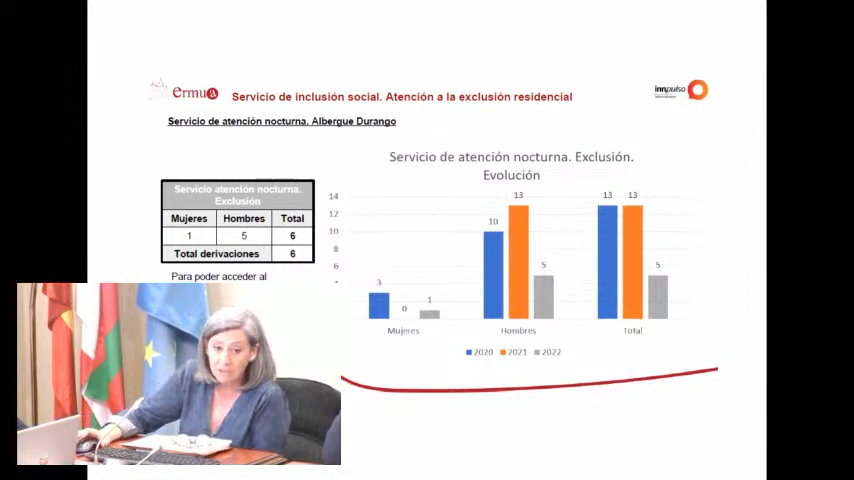 ermua
Servicio de inclusión social. Atención a la exclusión residencial
innpulso
Servicio de atención nocturna. Albergue Durango
Servicio atención nocturna.
Exclusión
Mujeres Hombres Total
1 5 6
Total derivaciones 6
Para poder acceder al
Servicio de atención nocturna. Exclusión.
Evolución
14
12
10
8
6
3 0 1
10 13 5
13 13 5
Mujeres Hombres Total
2020 2021 2022